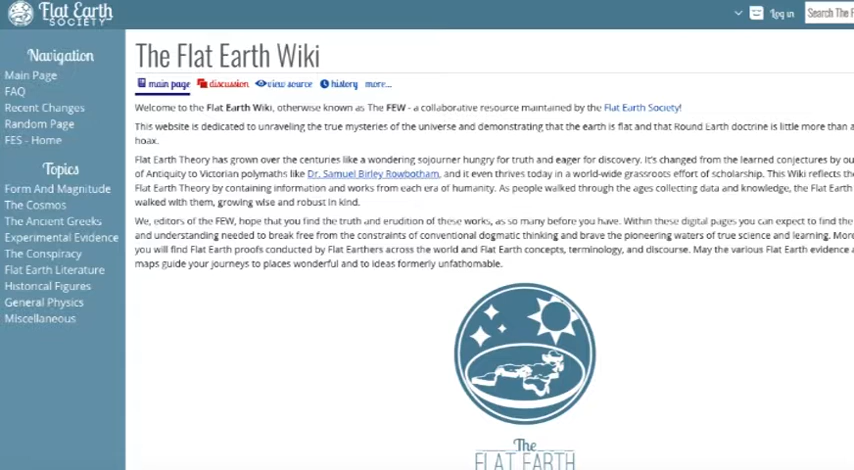 Flat Earth
SOCIETY
Log in
Search The F
Navigation
Main Page
FAQ
Recent Changes
Random Page
FES - Home
Topics
Form And Magnitude
The Cosmos
The Ancient Greeks
Experimental Evidence
The Conspiracy
Flat Earth Literature
Historical Figures
General Physics
Miscellaneous
The Flat Earth Wiki
main page discussion view source history more...
Welcome to the Flat Earth Wiki, otherwise known as The FEW - a collaborative resource maintained by the Flat Earth Society!
This website is dedicated to unraveling the true mysteries of the universe and demonstrating that the earth is flat and that Round Earth doctrine is little more than a
hoax.
Flat Earth Theory has grown over the centuries like a wondering sojourner hungry for truth and eager for discovery. It's changed from the learned conjectures by ou
of Antiquity to Victorian polymaths like Dr. Samuel Birley Rowbotham, and it even thrives today in a world-wide grassroots effort of scholarship. This Wiki reflects th
Flat Earth Theory by containing information and works from each era of humanity. As people walked through the ages collecting data and knowledge, the Flat Earth
walked with them, growing wise and robust in kind.
We, editors of the FEW, hope that you find the truth and erudition of these works, as so many before you have. Within these digital pages you can expect to find the
and understanding needed to break free from the constraints of conventional dogmatic thinking and brave the pioneering waters of true science and learning. More
you will find Flat Earth proofs conducted by Flat Earthers across the world and Flat Earth concepts, terminology, and discourse. May the various Flat Earth evidence a
maps guide your journeys to places wonderful and to ideas formerly unfathomable.
The
FLAT EARTH